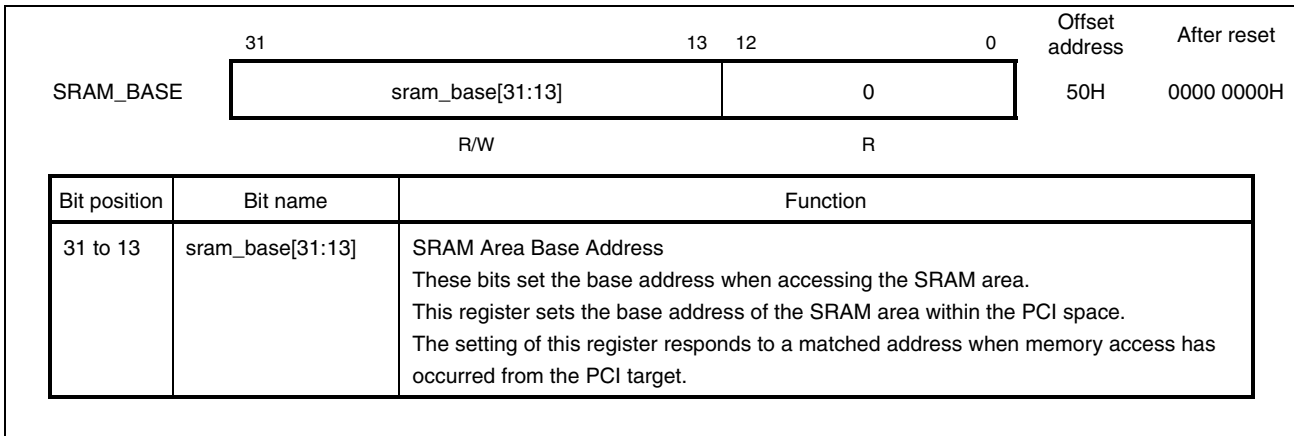 31 13 12 0 Offset address After reset
SRAM_BASE sram_base[31:13] 0 50H 0000 0000H
R/W R
Bit position Bit name Function
31 to 13 sram_base[31:13] SRAM Area Base Address
These bits set the base address when accessing the SRAM area.
This register sets the base address of the SRAM area within the PCI space.
The setting of this register responds to a matched address when memory access has
occurred from the PCI target.